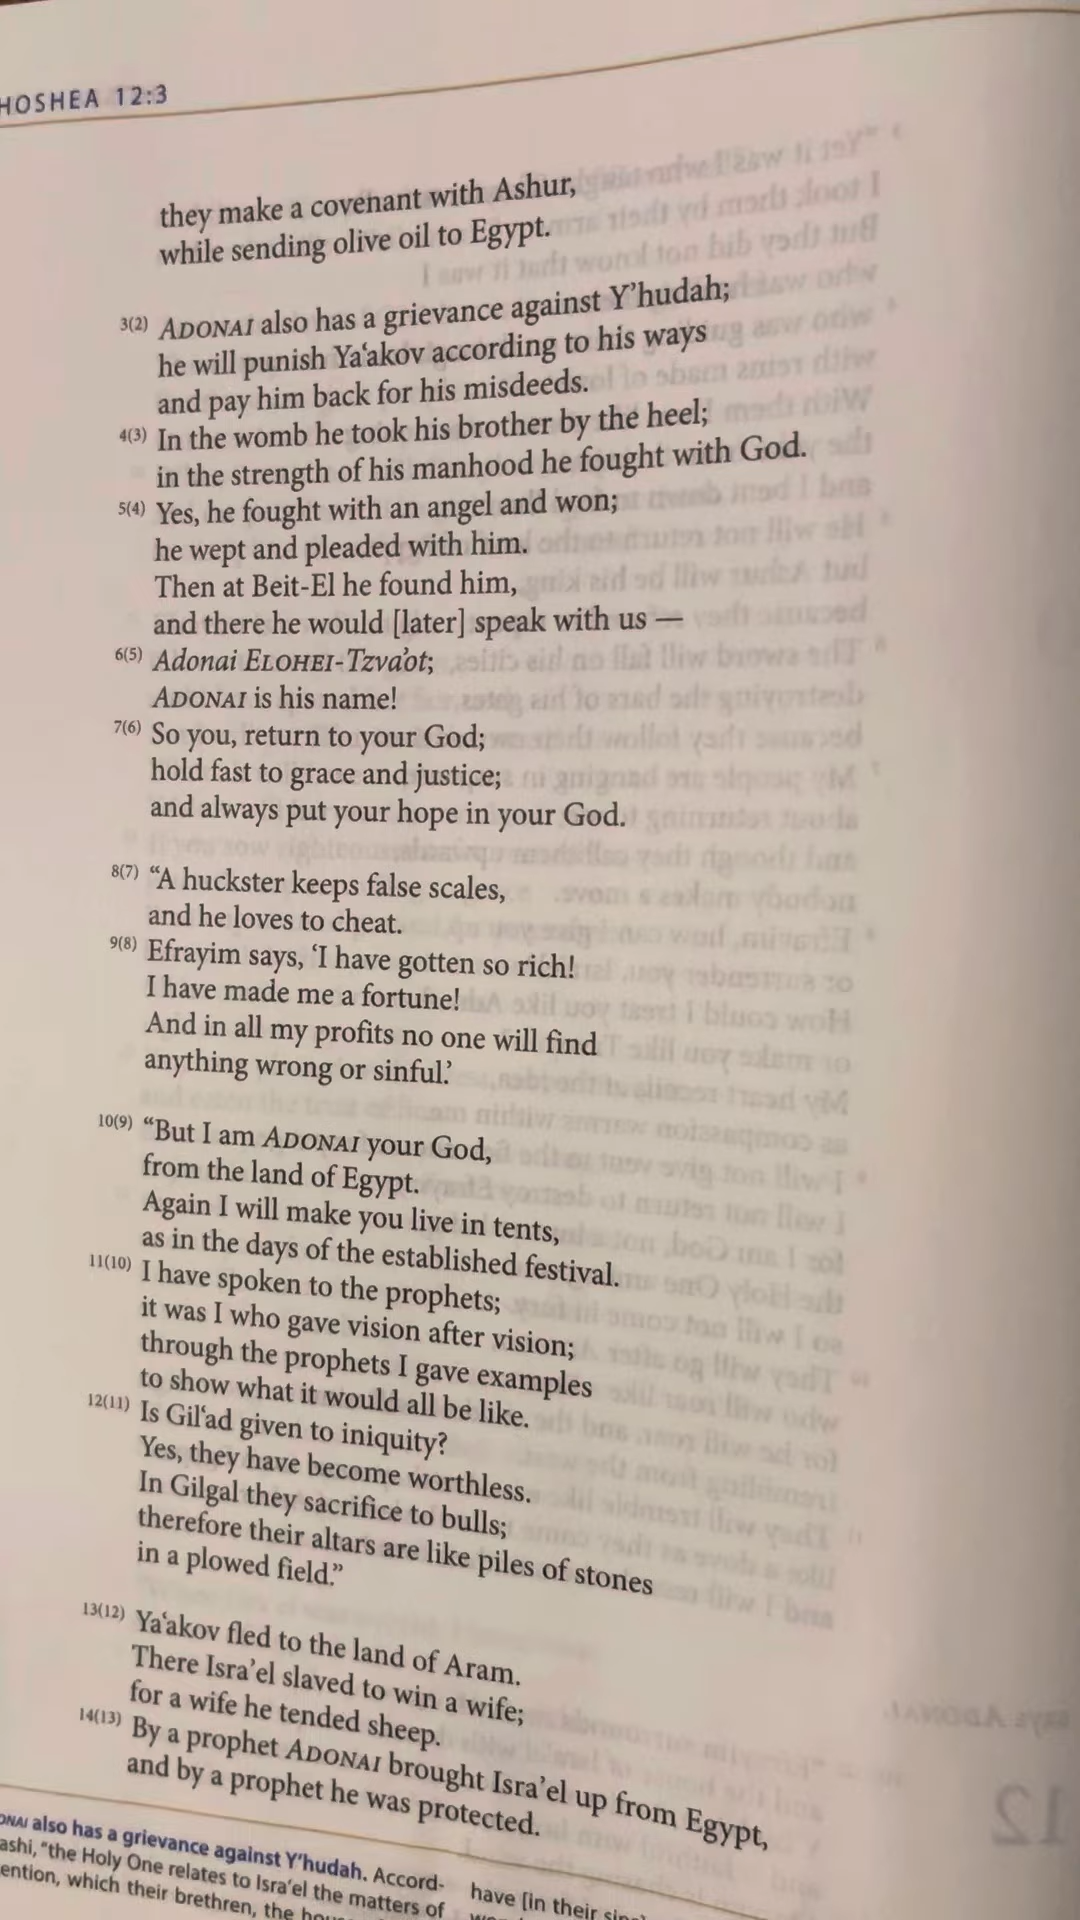 HOSHEA 12:3
they make a covenant with Ashur,
while sending olive oil to Egypt.
3(2) ADONAI also has a grievance against Y’hudah;
he will punish Ya‘akov according to his ways
and pay him back for his misdeeds.
4(3) In the womb he took his brother by the heel;
in the strength of his manhood he fought with God.
5(4) Yes, he fought with an angel and won;
he wept and pleaded with him.
Then at Beit-El he found him,
and there he would [later] speak with us —
6(5) Adonai ELOHEI-Tzva’ot;
ADONAI is his name!
7(6) So you, return to your God;
hold fast to grace and justice;
and always put your hope in your God.
8(7) “A huckster keeps false scales,
and he loves to cheat.
9(8) Efrayim says, ‘I have gotten so rich!
I have made me a fortune!
And in all my profits no one will find
anything wrong or sinful.’
10(9) “But I am ADONAI your God,
from the land of Egypt.
Again I will make you live in tents,
as in the days of the established festival.
11(10) I have spoken to the prophets;
it was I who gave vision after vision;
through the prophets I gave examples
to show what it would all be like.
12(11) Is Gil‘ad given to iniquity?
Yes, they have become worthless.
In Gilgal they sacrifice to bulls;
therefore their altars are like piles of stones
in a plowed field.”
13(12) Ya‘akov fled to the land of Aram.
There Isra’el slaved to win a wife;
for a wife he tended sheep.
14(13) By a prophet ADONAI brought Isra’el up from Egypt,
and by a prophet he was protected.
also has a grievance against Y’hudah. Accord-
ashi, “the Holy One relates to Isra’el the matters of
ention, which their brethren, the
have [in their